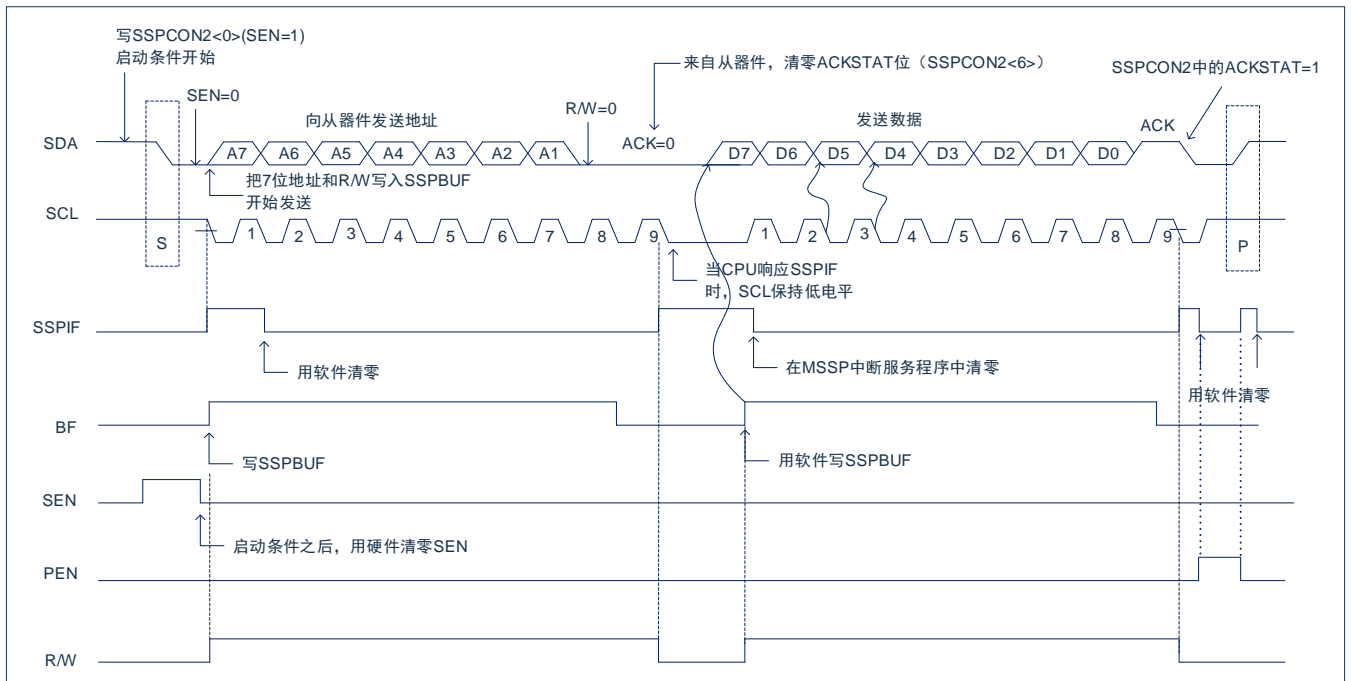 写SSPCON2<0>(SEN=1)
启动条件开始
来自从器件，清零ACKSTAT位（SSPCON2<6>）
SSPCON2中的ACKSTAT=1
SEN=0
R/W=0
向从器件发送地址
发送数据
ACK
SDA
A7 A6 A5 A4 A3 A2 A1
ACK=0
D7 D6 D5 D4 D3 D2 D1 D0
把7位地址和R/W写入SSPBUF
开始发送
SCL
S
1 2 3 4 5 6 7 8 9
1 2 3 4 5 6 7 8 9
P
当CPU响应SSPIF
时，SCL保持低电平
SSPIF
用软件清零
在MSSP中断服务程序中清零
用软件清零
BF
写SSPBUF
用软件写SSPBUF
SEN
启动条件之后，用硬件清零SEN
PEN
R/W